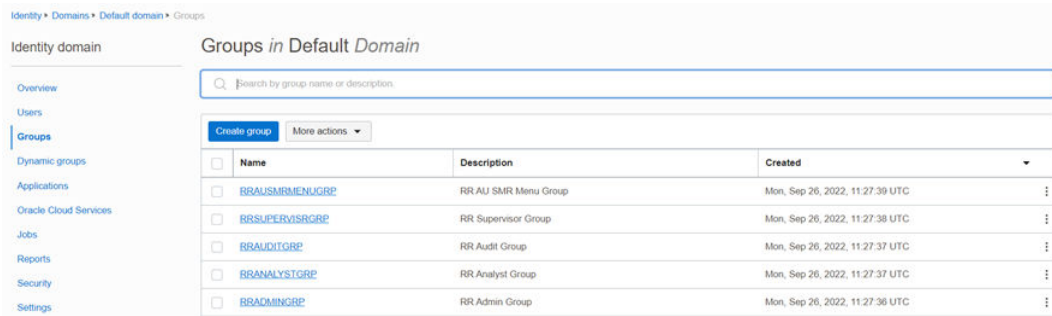 Identity Domains Default domain Groups
Identity domain
Overview
Users
Groups
Dynamic groups
Applications
Oracle Cloud Services
Jobs
Reports
Security
Settings
Groups in Default Domain
Search by group name or description.
Create group More actions
Name Description Created
RRAUSMRMENUGRP RR AU SMR Menu Group Mon, Sep 26, 2022, 11:27:39 UTC
RRSUPERVISRGRP RR Supervisor Group Mon, Sep 26, 2022, 11:27:38 UTC
RRAUDITGRP RR Audit Group Mon, Sep 26, 2022, 11:27:37 UTC
RRANALYSTGRP RR Analyst Group Mon, Sep 26, 2022, 11:27:37 UTC
RRADMINGRP RR Admin Group Mon, Sep 26, 2022, 11:27:36 UTC